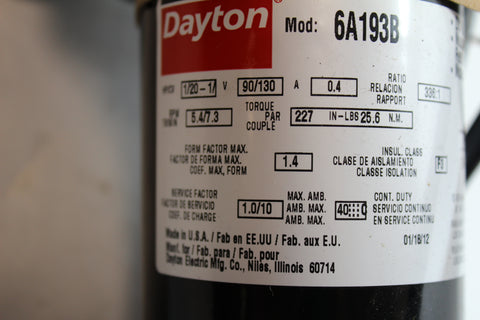 Dayton Mod: 6A193B
HP/CV 1/20-1/ V 90/130 A 0.4 RATIO RELACION RAPPORT 336:1
RPM 5.4/7.3 TORQUE PAR COUPLE 227 IN-LBS 25.6 N.M.
FORM FACTOR MAX.
FACTOR DE FORMA MAX. 1.4
COEF. MAX. FORM
INSUL. CLASS
CLASE DE AISLAMIENTO
CLASSE ISOLATION
SERVICE FACTOR
FACTOR DE SERVICIO 1.0/10
COEF. DE CHARGE
MAX. AMB.
AMB. MAX. 40 C
AMB. MAX.
CONT. DUTY
SERVICIO CONTINUO
EN SERVICE CONTINU
Made in U.S.A. / Fab en EE.UU / Fab. aux E.U. 01/18/12
Manf. for / Fab. para / Fab. pour
Dayton Electric Mfg. Co., Niles, Illinois 60714